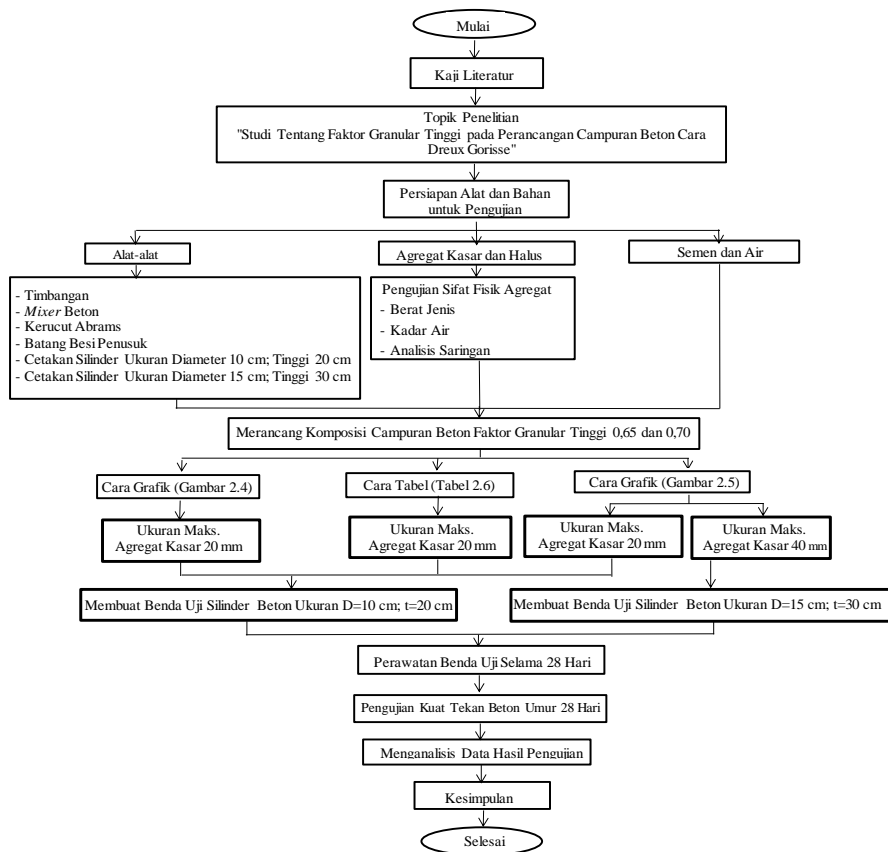 Mulai
Kaji Literatur
Topik Penelitian
"Studi Tentang Faktor Granular Tinggi pada Perancangan Campuran Beton Cara
Dreux Gorisse"
Persiapan Alat dan Bahan
untuk Pengujian
Alat-alat
Agregat Kasar dan Halus
Semen dan Air
- Timbangan
- Mixer Beton
- Kerucut Abrams
- Batang Besi Penusuk
- Cetakan Silinder Ukuran Diameter 10 cm; Tinggi 20 cm
- Cetakan Silinder Ukuran Diameter 15 cm; Tinggi 30 cm
Pengujian Sifat Fisik Agregat
- Berat Jenis
- Kadar Air
- Analisis Saringan
Merancang Komposisi Campuran Beton Faktor Granular Tinggi 0,65 dan 0,70
Cara Grafik (Gambar 2.4)
Cara Tabel (Tabel 2.6)
Cara Grafik (Gambar 2.5)
Ukuran Maks.
Agregat Kasar 20 mm
Ukuran Maks.
Agregat Kasar 20 mm
Ukuran Maks.
Agregat Kasar 20 mm
Ukuran Maks.
Agregat Kasar 40 mm
Membuat Benda Uji Silinder Beton Ukuran D=10 cm; t=20 cm
Membuat Benda Uji Silinder Beton Ukuran D=15 cm; t=30 cm
Perawatan Benda Uji Selama 28 Hari
Pengujian Kuat Tekan Beton Umur 28 Hari
Menganalisis Data Hasil Pengujian
Kesimpulan
Selesai